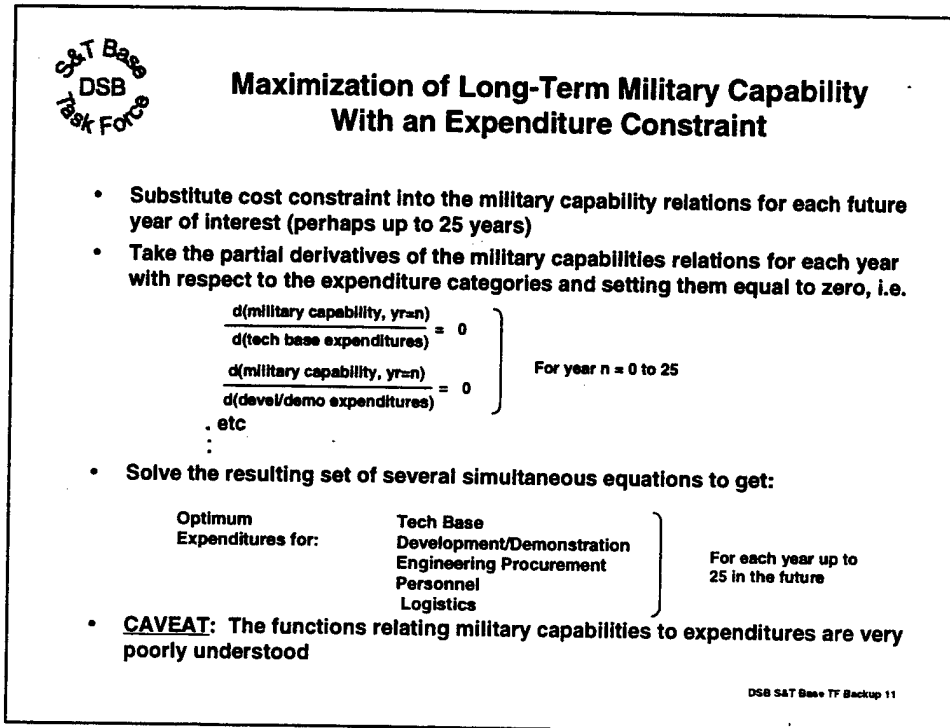 S&T Base
DSB
Task Force
Maximization of Long-Term Military Capability
With an Expenditure Constraint
• Substitute cost constraint into the military capability relations for each future
year of interest (perhaps up to 25 years)
• Take the partial derivatives of the military capabilities relations for each year
with respect to the expenditure categories and setting them equal to zero, i.e.
d(military capability, yr=n)
d(tech base expenditures)
= 0
d(military capability, yr=n)
d(devel/demo expenditures)
= 0
For year n = 0 to 25
. etc
:
• Solve the resulting set of several simultaneous equations to get:
Optimum
Expenditures for:
Tech Base
Development/Demonstration
Engineering Procurement
Personnel
Logistics
For each year up to
25 in the future
• CAVEAT: The functions relating military capabilities to expenditures are very
poorly understood
DSB S&T Base TF Backup 11